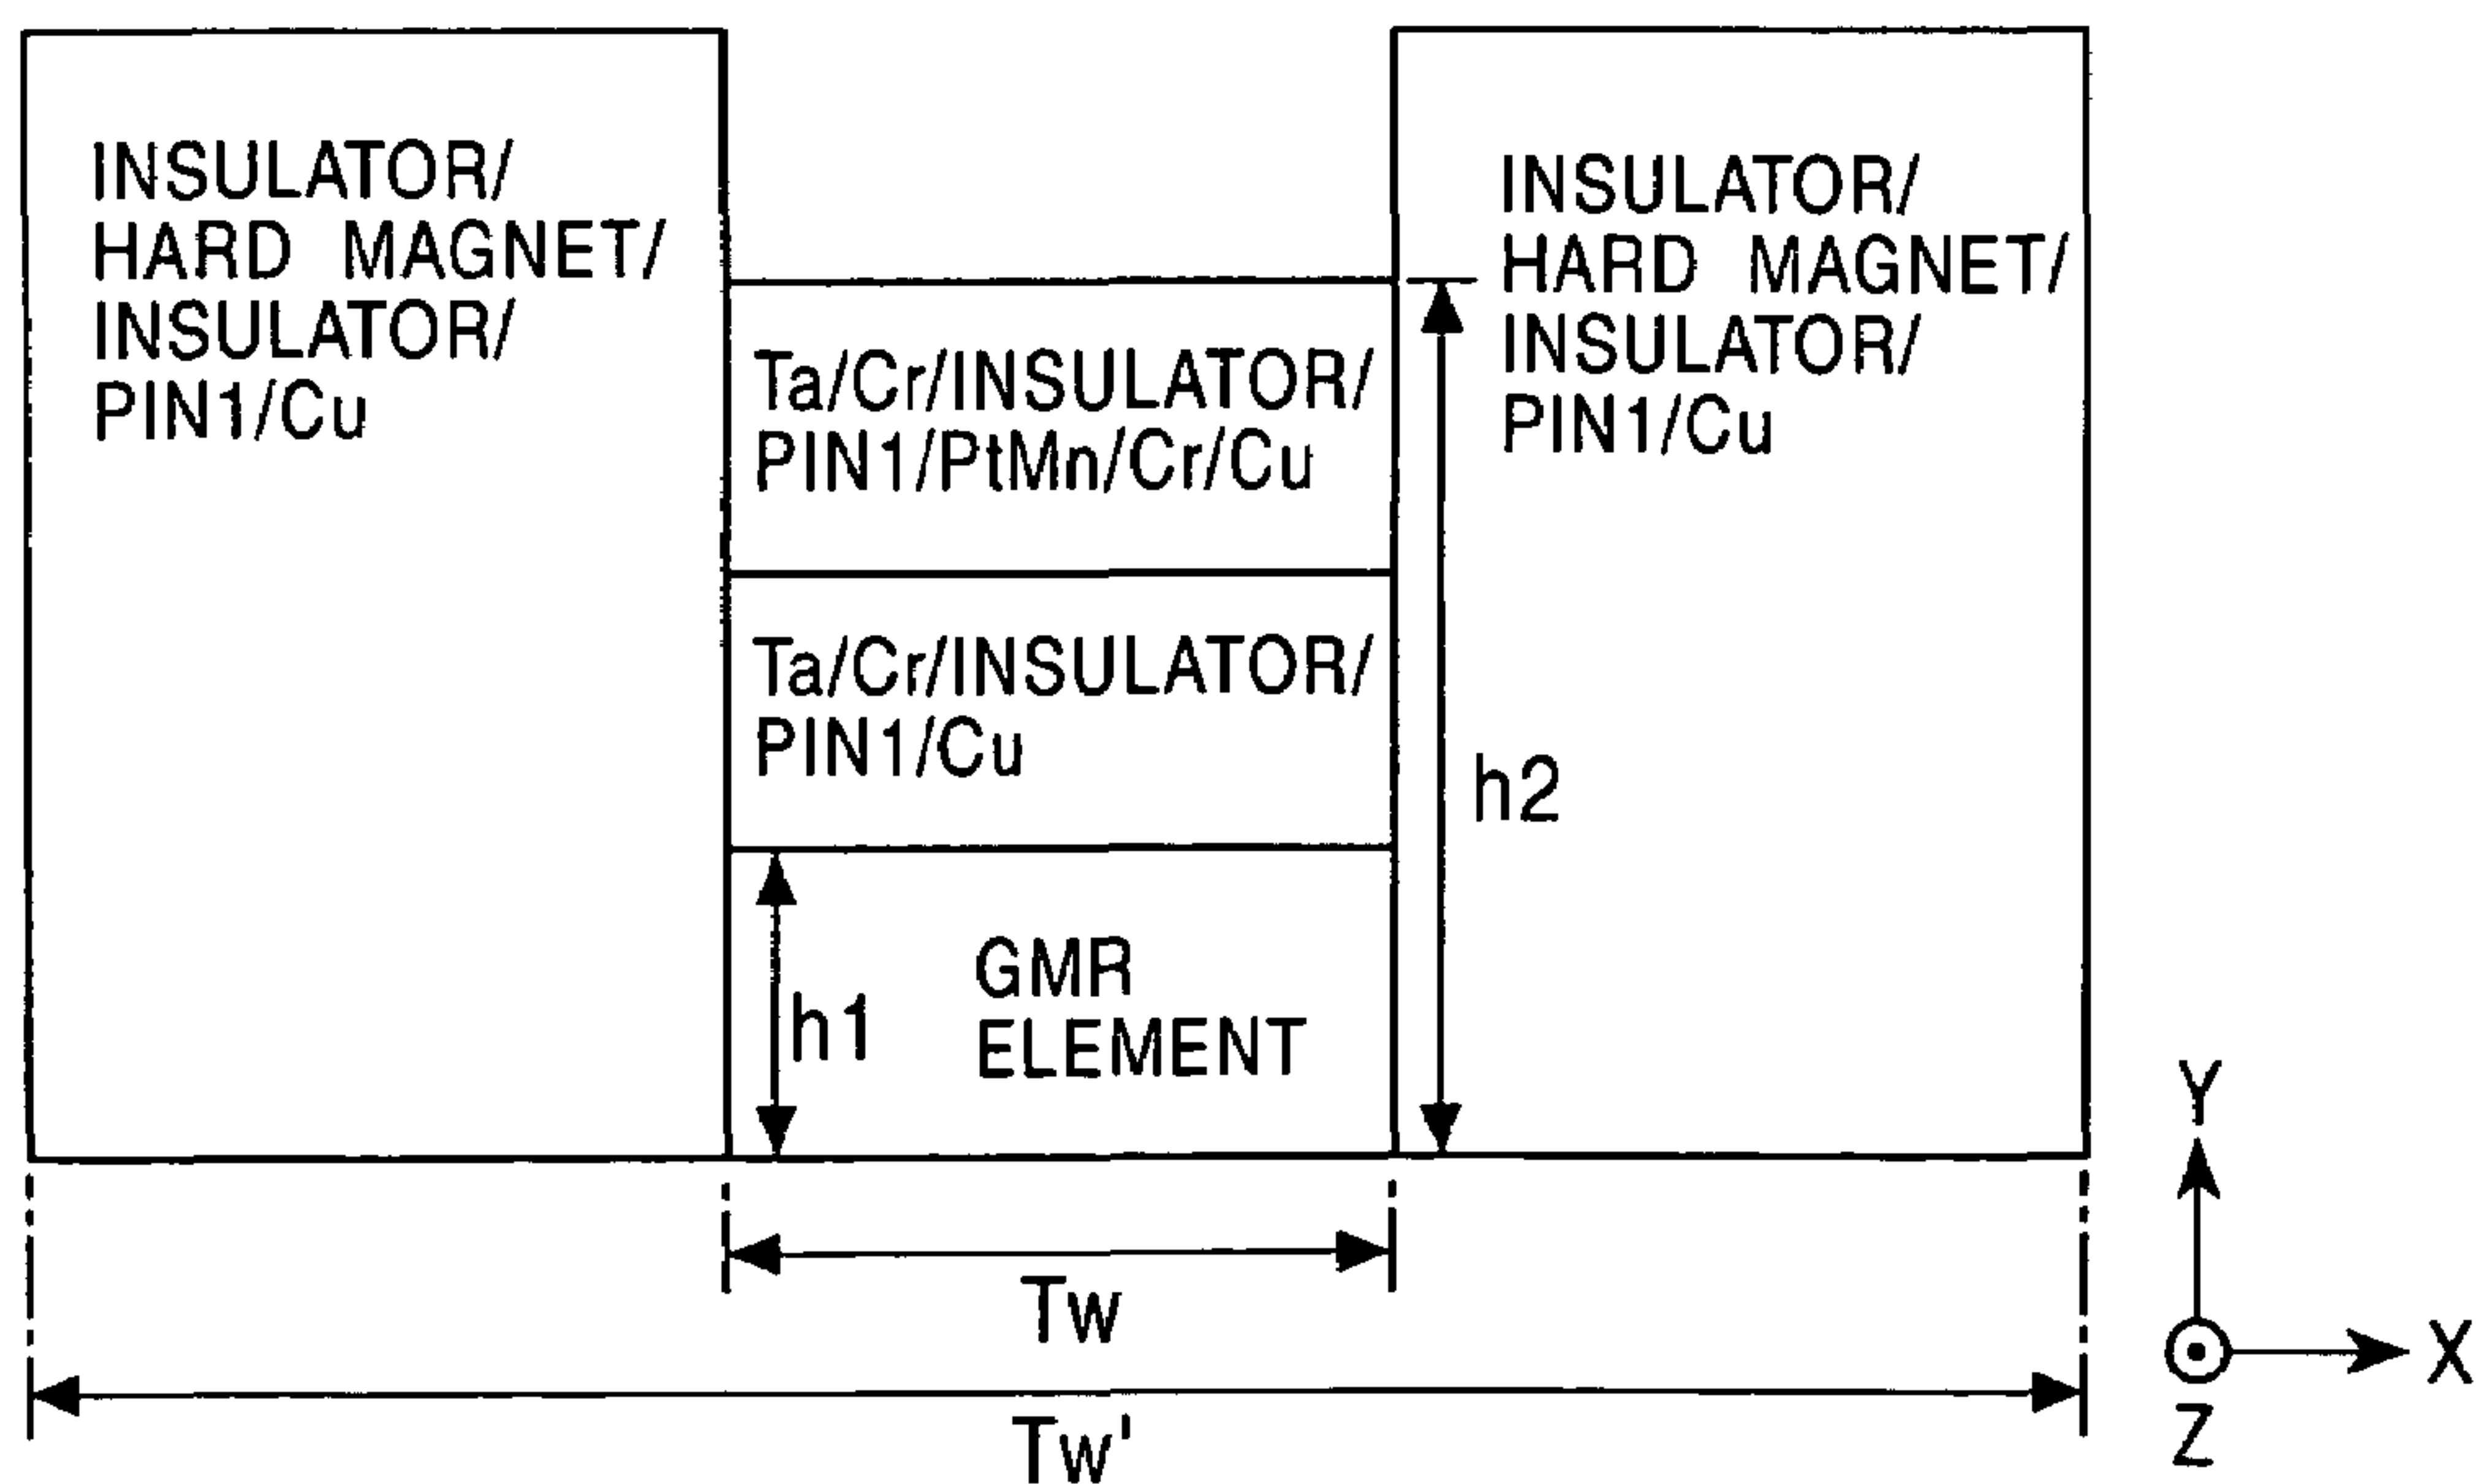 INSULATOR/
HARD MAGNET/
INSULATOR/
PIN1/Cu
Ta/Cr/INSULATOR/
PIN1/PtMn/Cr/Cu
Ta/Cr/INSULATOR/
PIN1/Cu
h1
GMR
ELEMENT
h2
INSULATOR/
HARD MAGNET/
INSULATOR/
PIN1/Cu
Tw
Tw'
Y
X
Z